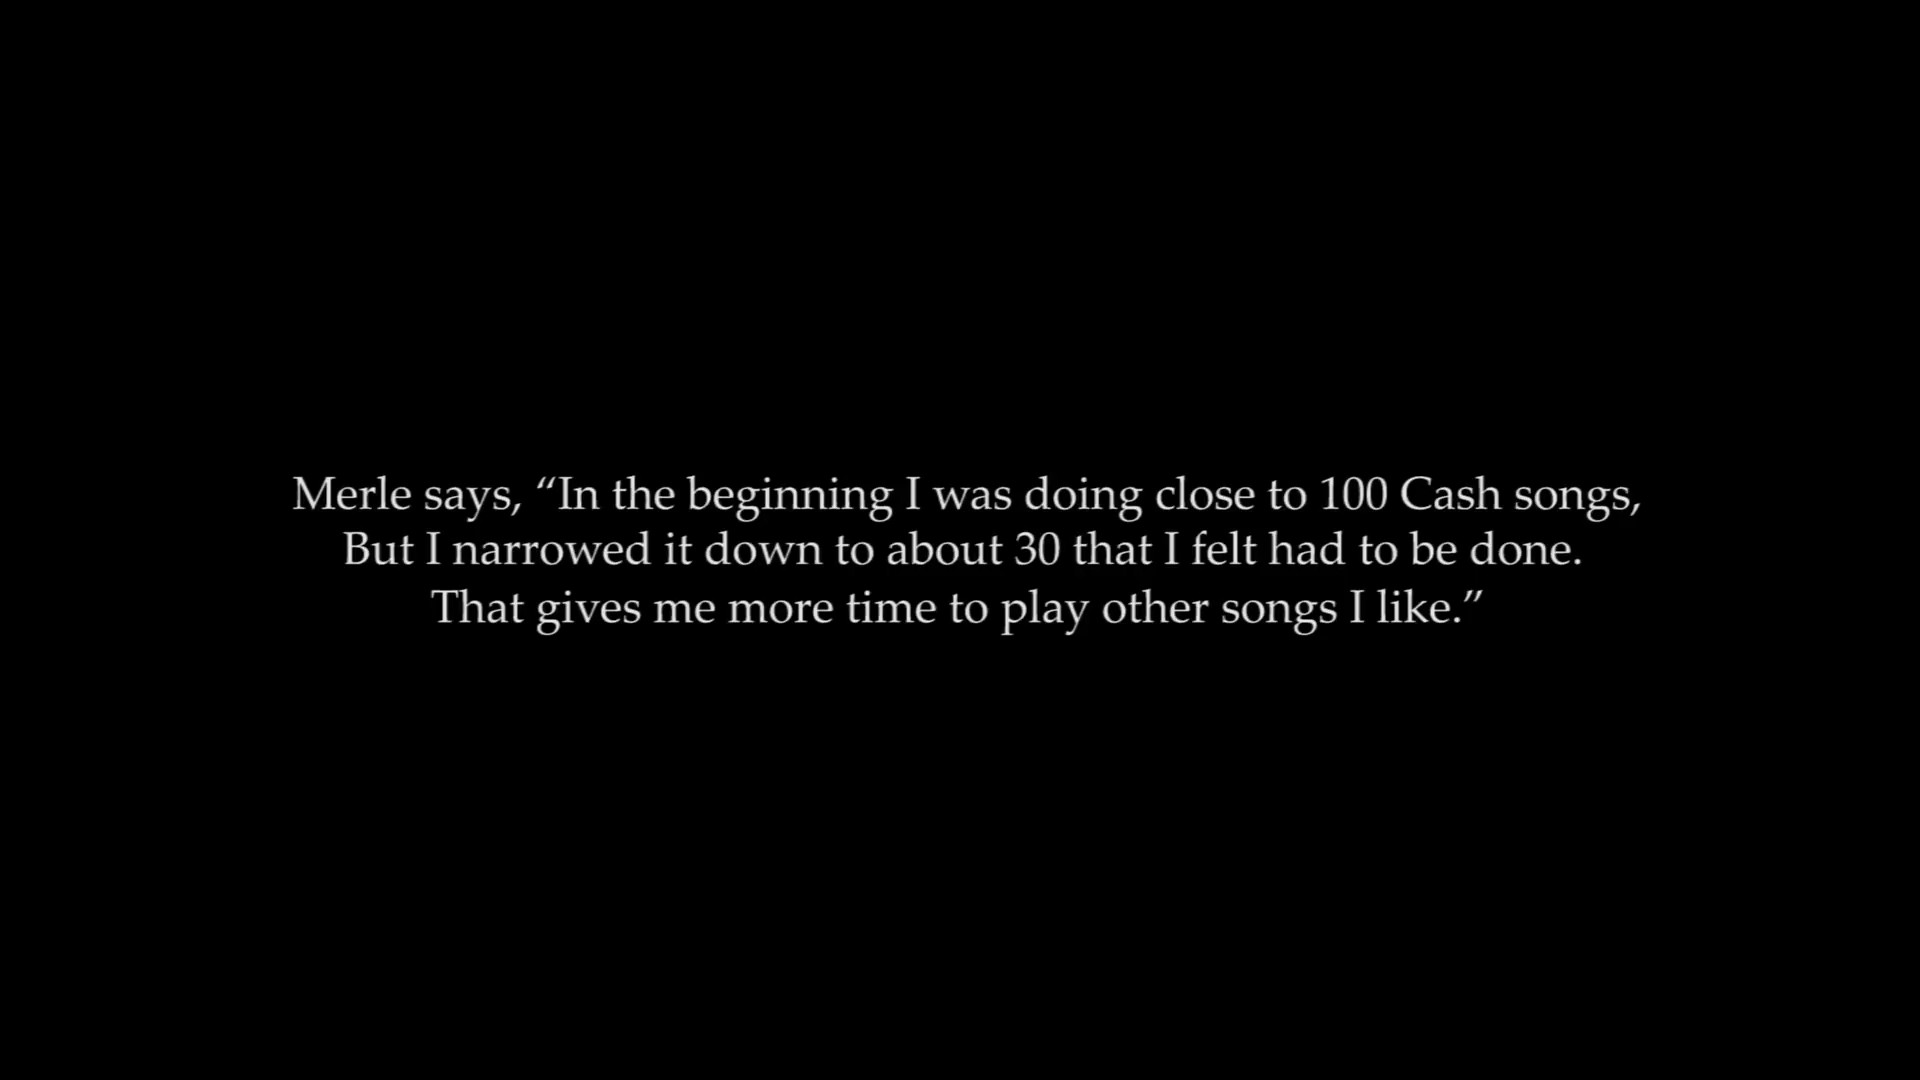 Merle says, “In the beginning I was doing close to 100 Cash songs,
But I narrowed it down to about 30 that I felt had to be done.
That gives me more time to play other songs I like.”